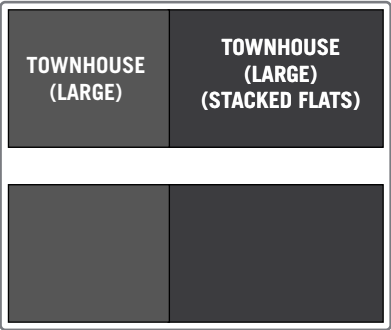 TOWNHOUSE
(LARGE)
TOWNHOUSE
(LARGE)
(STACKED FLATS)